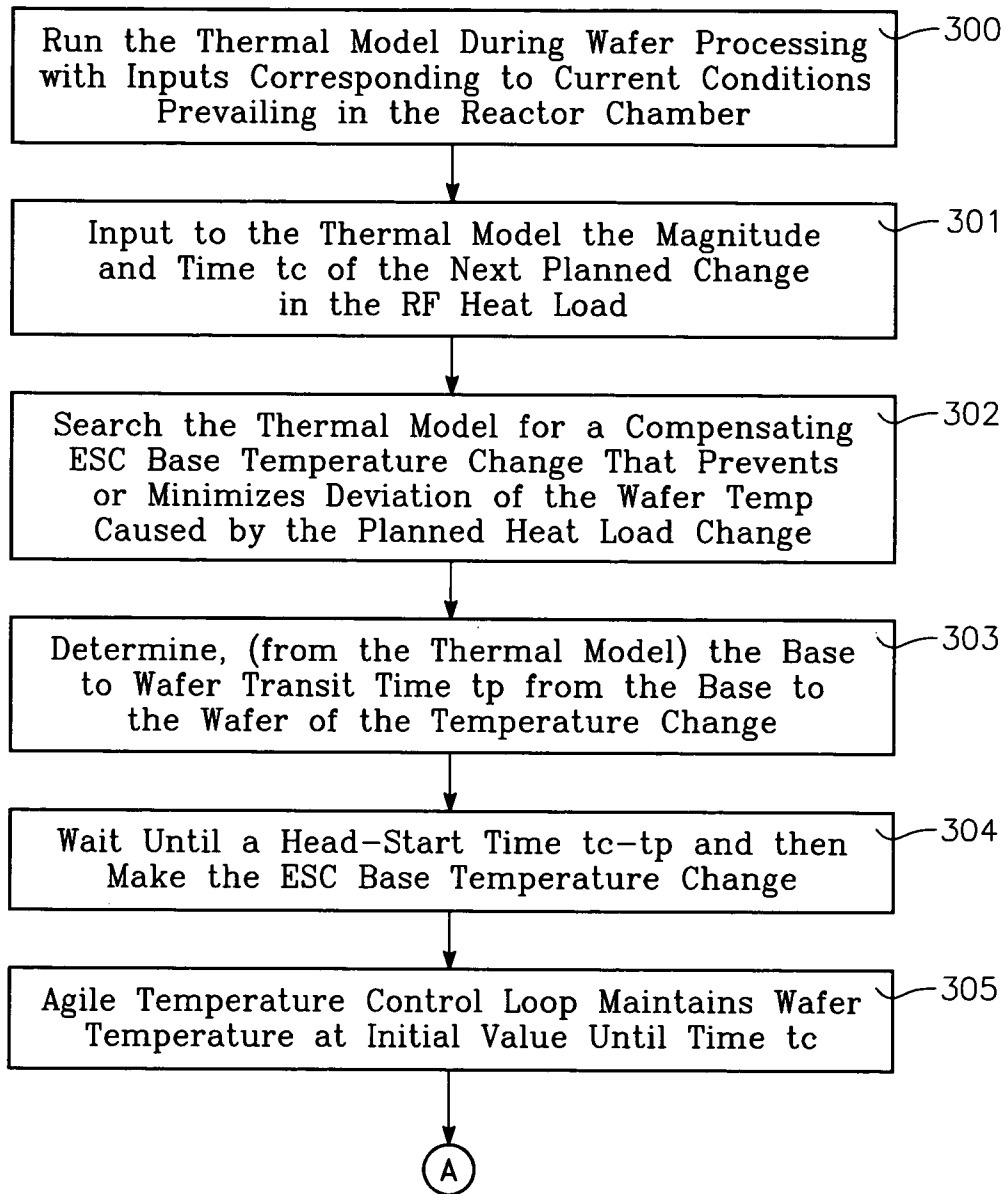 Run the Thermal Model During Wafer Processing
with Inputs Corresponding to Current Conditions
Prevailing in the Reactor Chamber
300
Input to the Thermal Model the Magnitude
and Time tc of the Next Planned Change
in the RF Heat Load
301
Search the Thermal Model for a Compensating
ESC Base Temperature Change That Prevents
or Minimizes Deviation of the Wafer Temp
Caused by the Planned Heat Load Change
302
Determine, (from the Thermal Model) the Base
to Wafer Transit Time tp from the Base to
the Wafer of the Temperature Change
303
Wait Until a Head-Start Time tc-tp and then
Make the ESC Base Temperature Change
304
Agile Temperature Control Loop Maintains Wafer
Temperature at Initial Value Until Time tc
305
A